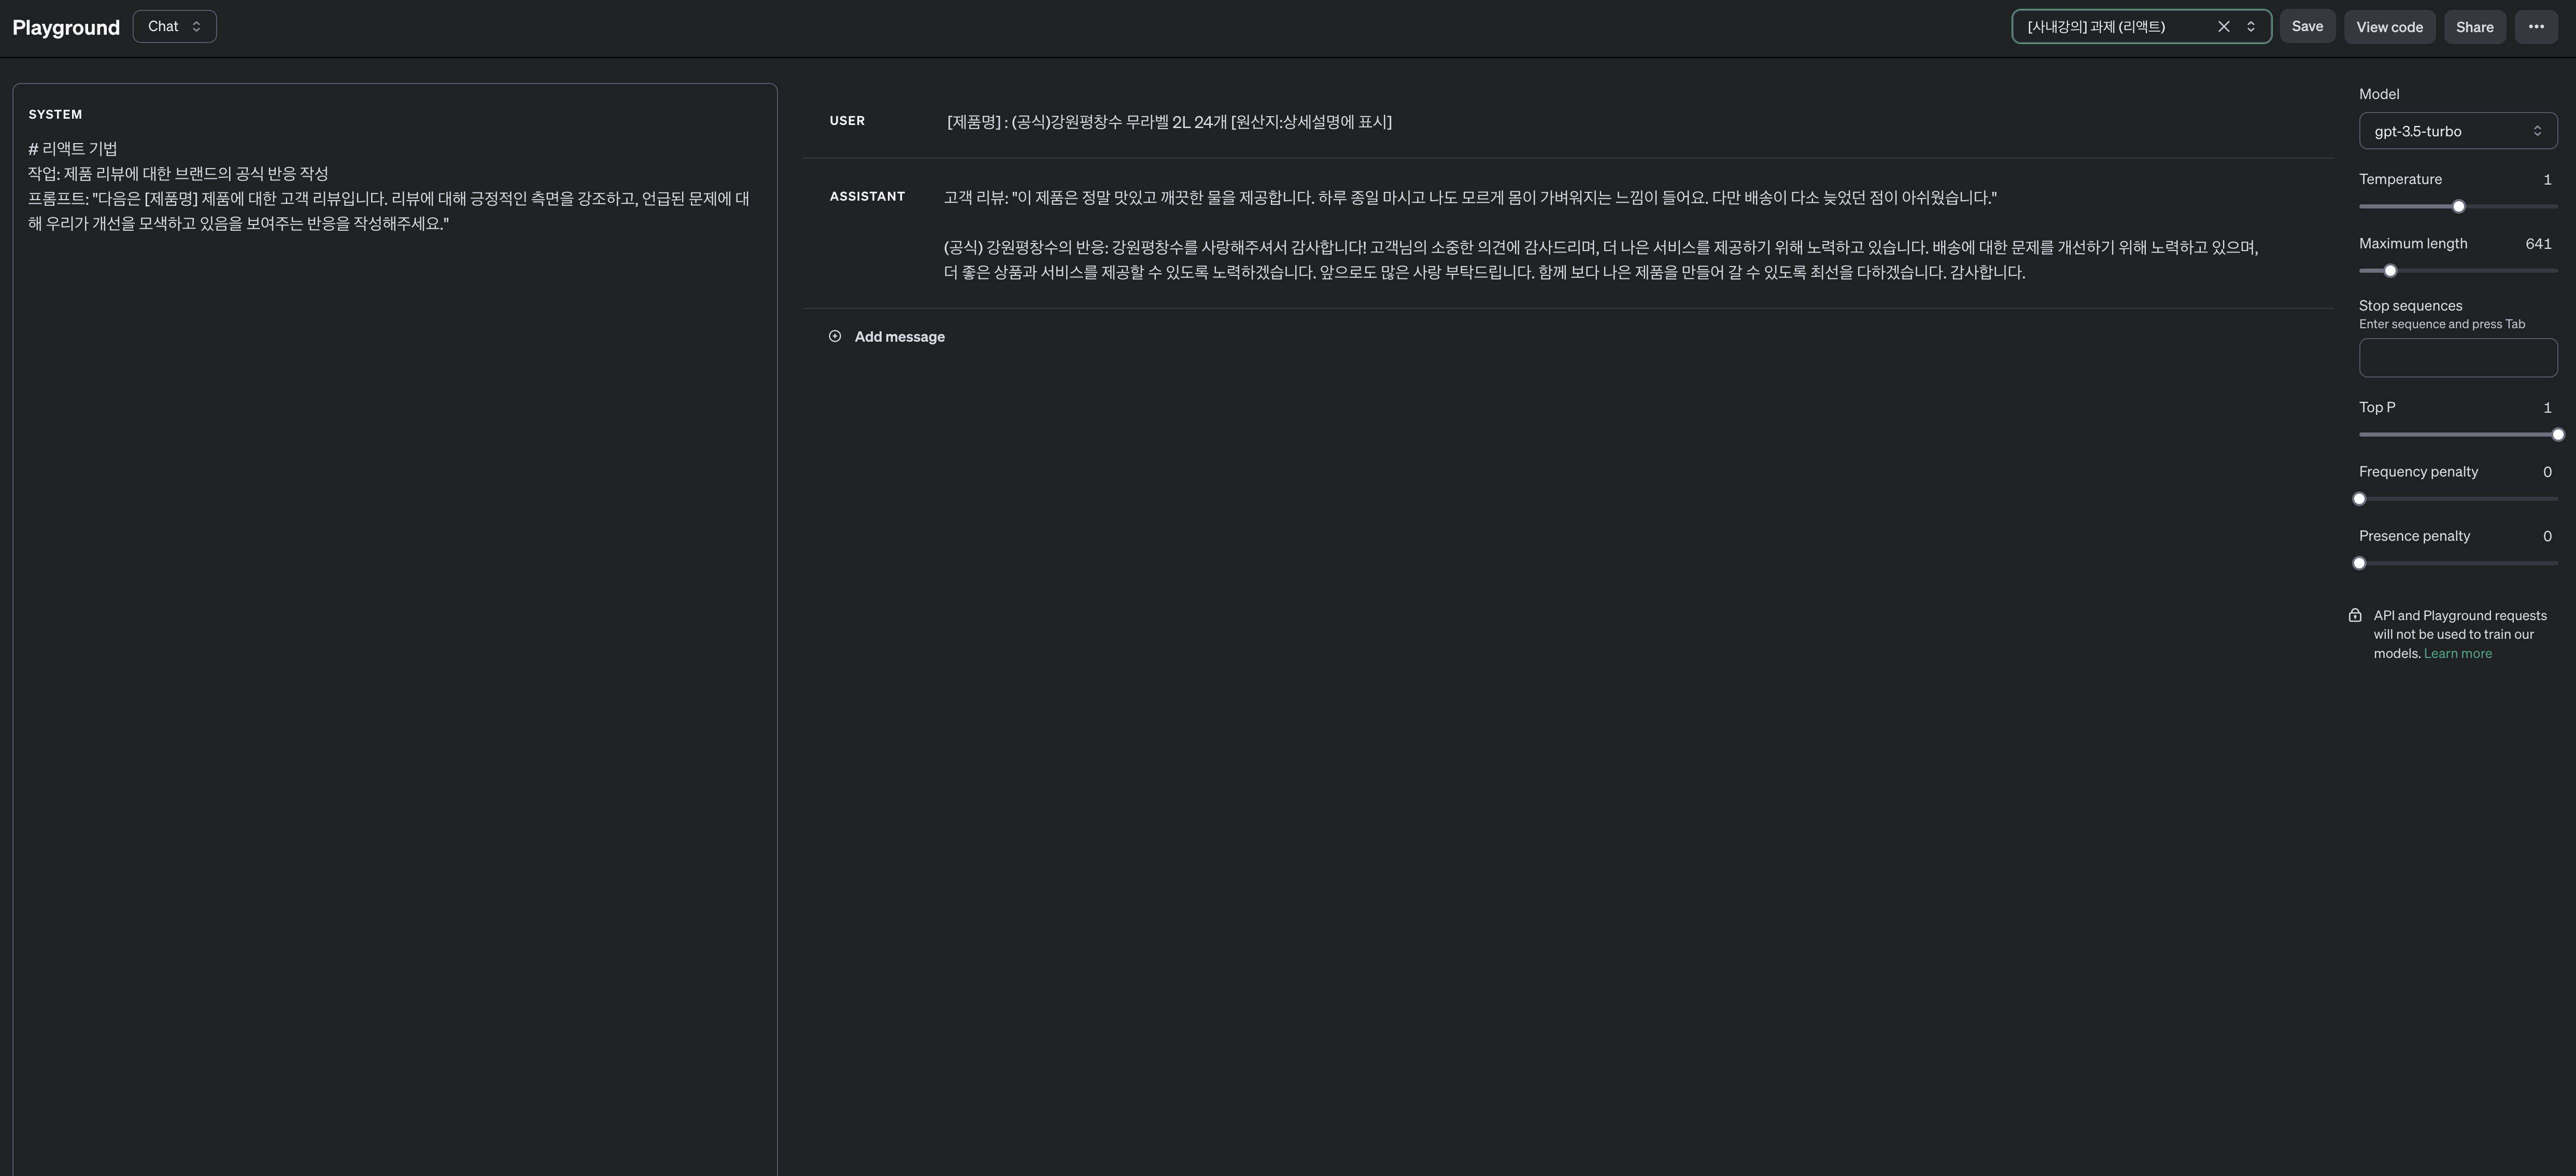 Playground
Chat
[사내강의] 과제 (리액트)
Save
View code
Share
SYSTEM
# 리액트 기법
작업: 제품 리뷰에 대한 브랜드의 공식 반응 작성
프롬프트: "다음은 [제품명] 제품에 대한 고객 리뷰입니다. 리뷰에 대해 긍정적인 측면을 강조하고, 언급된 문제에 대
해 우리가 개선을 모색하고 있음을 보여주는 반응을 작성해주세요."
USER
[제품명] : (공식)강원평창수 무라벨 2L 24개 [원산지:상세설명에 표시]
ASSISTANT
고객 리뷰: "이 제품은 정말 맛있고 깨끗한 물을 제공합니다. 하루 종일 마시고 나도 모르게 몸이 가벼워지는 느낌이 들어요. 다만 배송이 다소 늦었던 점이 아쉬웠습니다."
(공식) 강원평창수의 반응: 강원평창수를 사랑해주셔서 감사합니다! 고객님의 소중한 의견에 감사드리며, 더 나은 서비스를 제공하기 위해 노력하고 있습니다. 배송에 대한 문제를 개선하기 위해 노력하고 있으며,
더 좋은 상품과 서비스를 제공할 수 있도록 노력하겠습니다. 앞으로도 많은 사랑 부탁드립니다. 함께 보다 나은 제품을 만들어 갈 수 있도록 최선을 다하겠습니다. 감사합니다.
Add message
Model
gpt-3.5-turbo
Temperature 1
Maximum length 641
Stop sequences
Enter sequence and press Tab
Top P 1
Frequency penalty 0
Presence penalty 0
API and Playground requests
will not be used to train our
models. Learn more